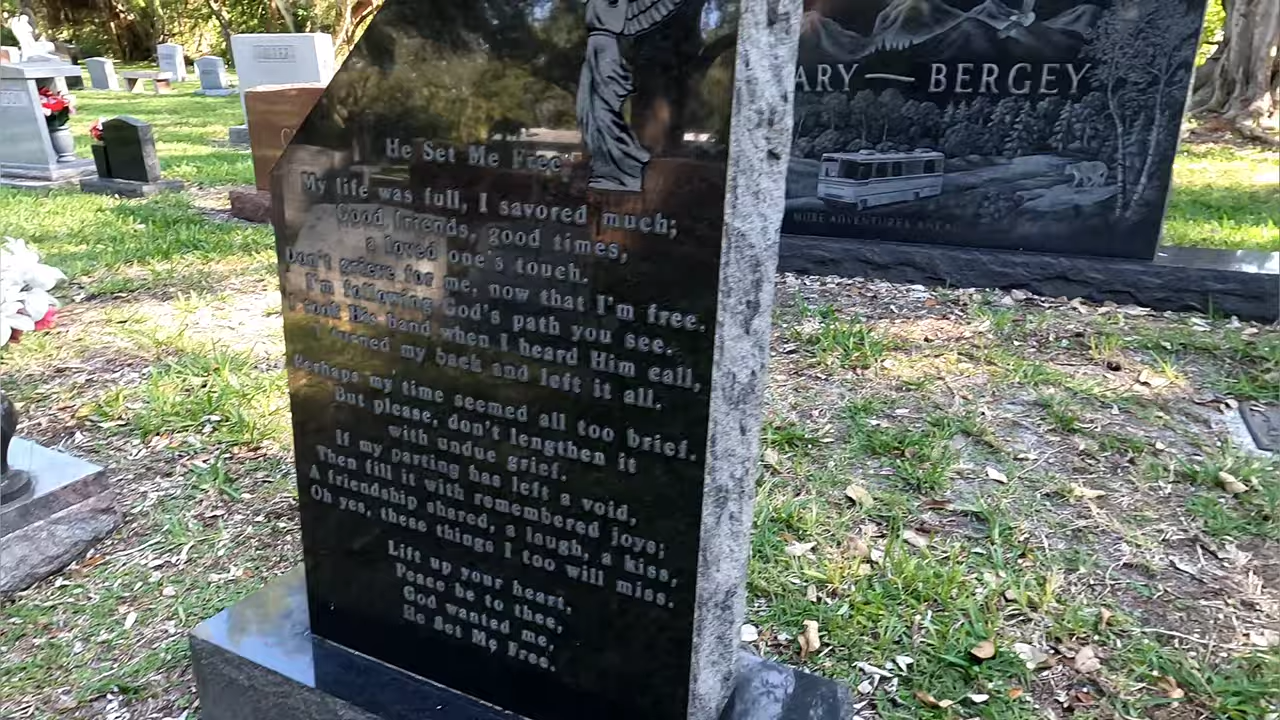 He Set Me Free
My life was full, I savored much;
Good friends, good times,
a loved one's touch.
Don't grieve for me, now that I'm free.
I'm following God's path you see.
I took His hand when I heard Him call,
I turned my back and left it all.
Perhaps my time seemed all too brief.
But please, don't lengthen it
with undue grief.
If my parting has left a void,
Then fill it with remembered joys;
A friendship shared, a laugh, a kiss,
Oh yes, these things I too will miss.
Lift up your heart,
Peace be to thee,
God wanted me,
He Set Me Free.
ARY — BERGEY
MORE ADVENTURES AHEAD